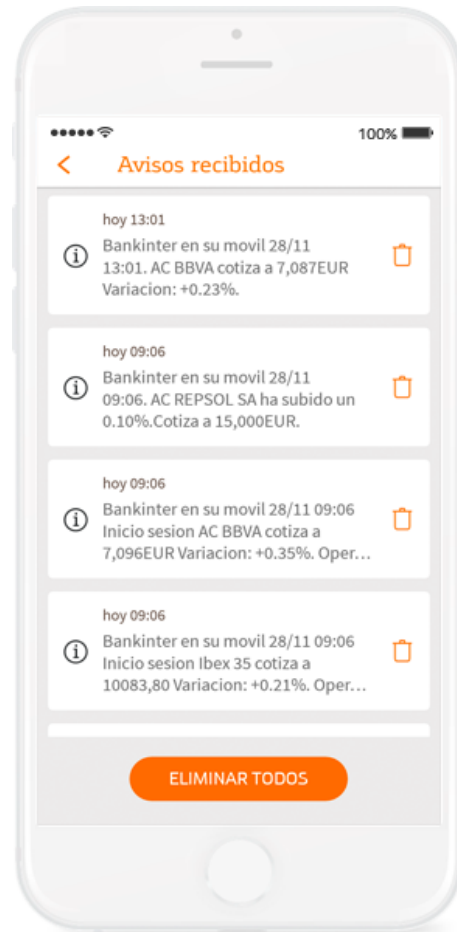 100%
Avisos recibidos
hoy 13:01
Bankinter en su movil 28/11
13:01. AC BBVA cotiza a 7,087EUR
Variacion: +0.23%.
hoy 09:06
Bankinter en su movil 28/11
09:06. AC REPSOL SA ha subido un
0.10%.Cotiza a 15,000EUR.
hoy 09:06
Bankinter en su movil 28/11 09:06
Inicio sesion AC BBVA cotiza a
7,096EUR Variacion: +0.35%. Oper...
hoy 09:06
Bankinter en su movil 28/11 09:06
Inicio sesion Ibex 35 cotiza a
10083,80 Variacion: +0.21%. Oper...
ELIMINAR TODOS